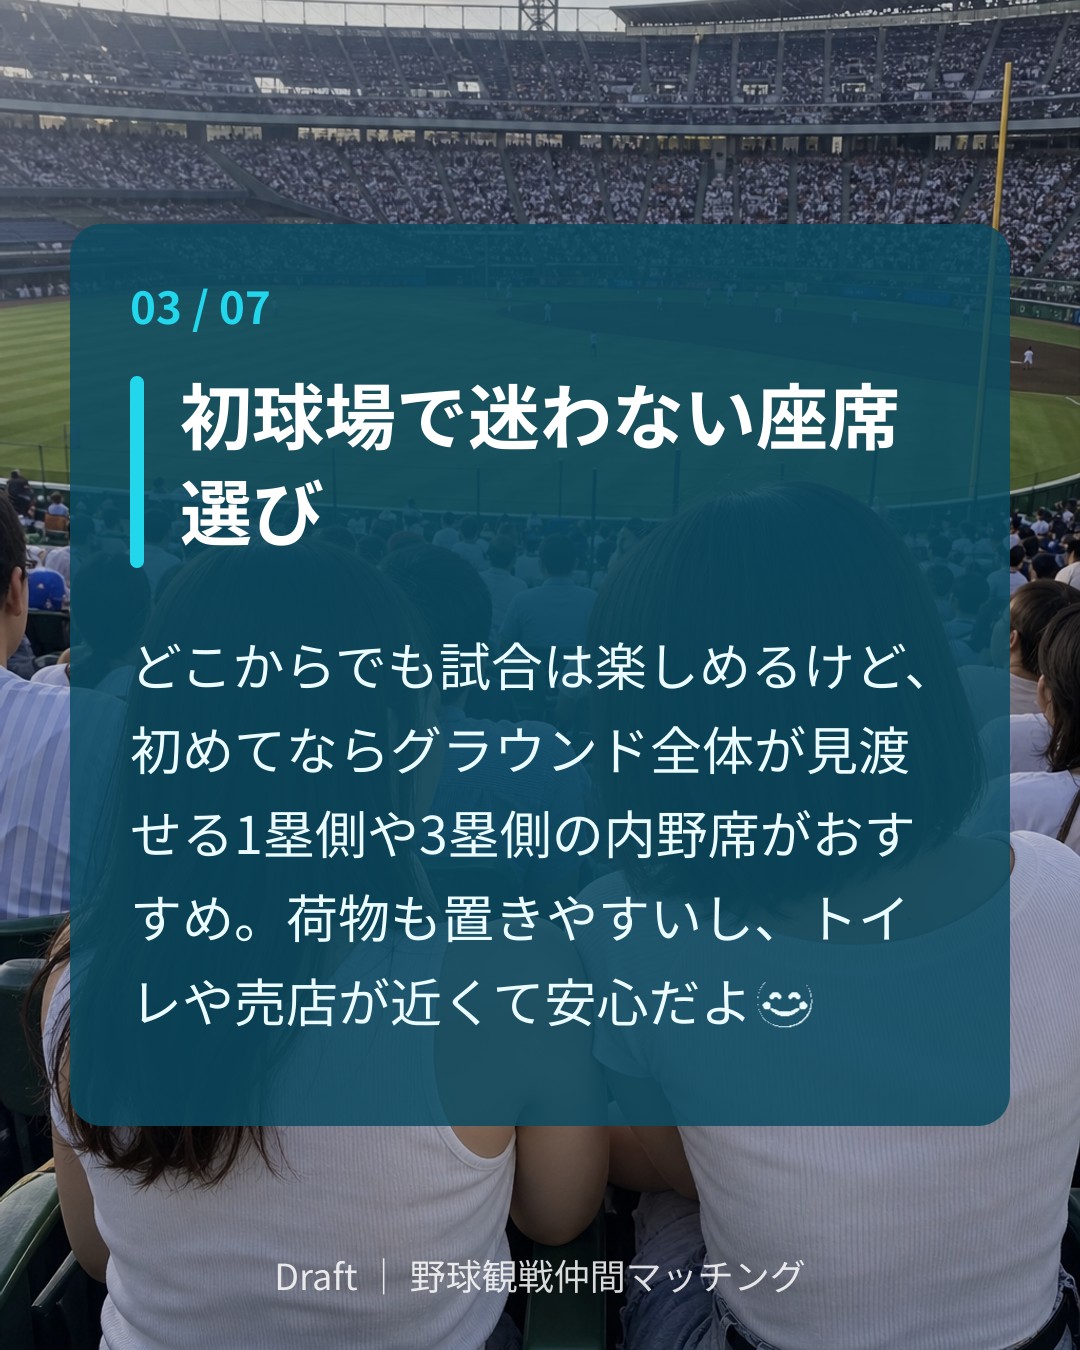 03 / 07
初球場で迷わない座席
選び
どこからでも試合は楽しめるけど、
初めてならグラウンド全体が見渡
せる1塁側や3塁側の内野席がおす
すめ。荷物も置きやすいし、トイ
レや売店が近くて安心だよ😊
Draft ｜ 野球観戦仲間マッチング